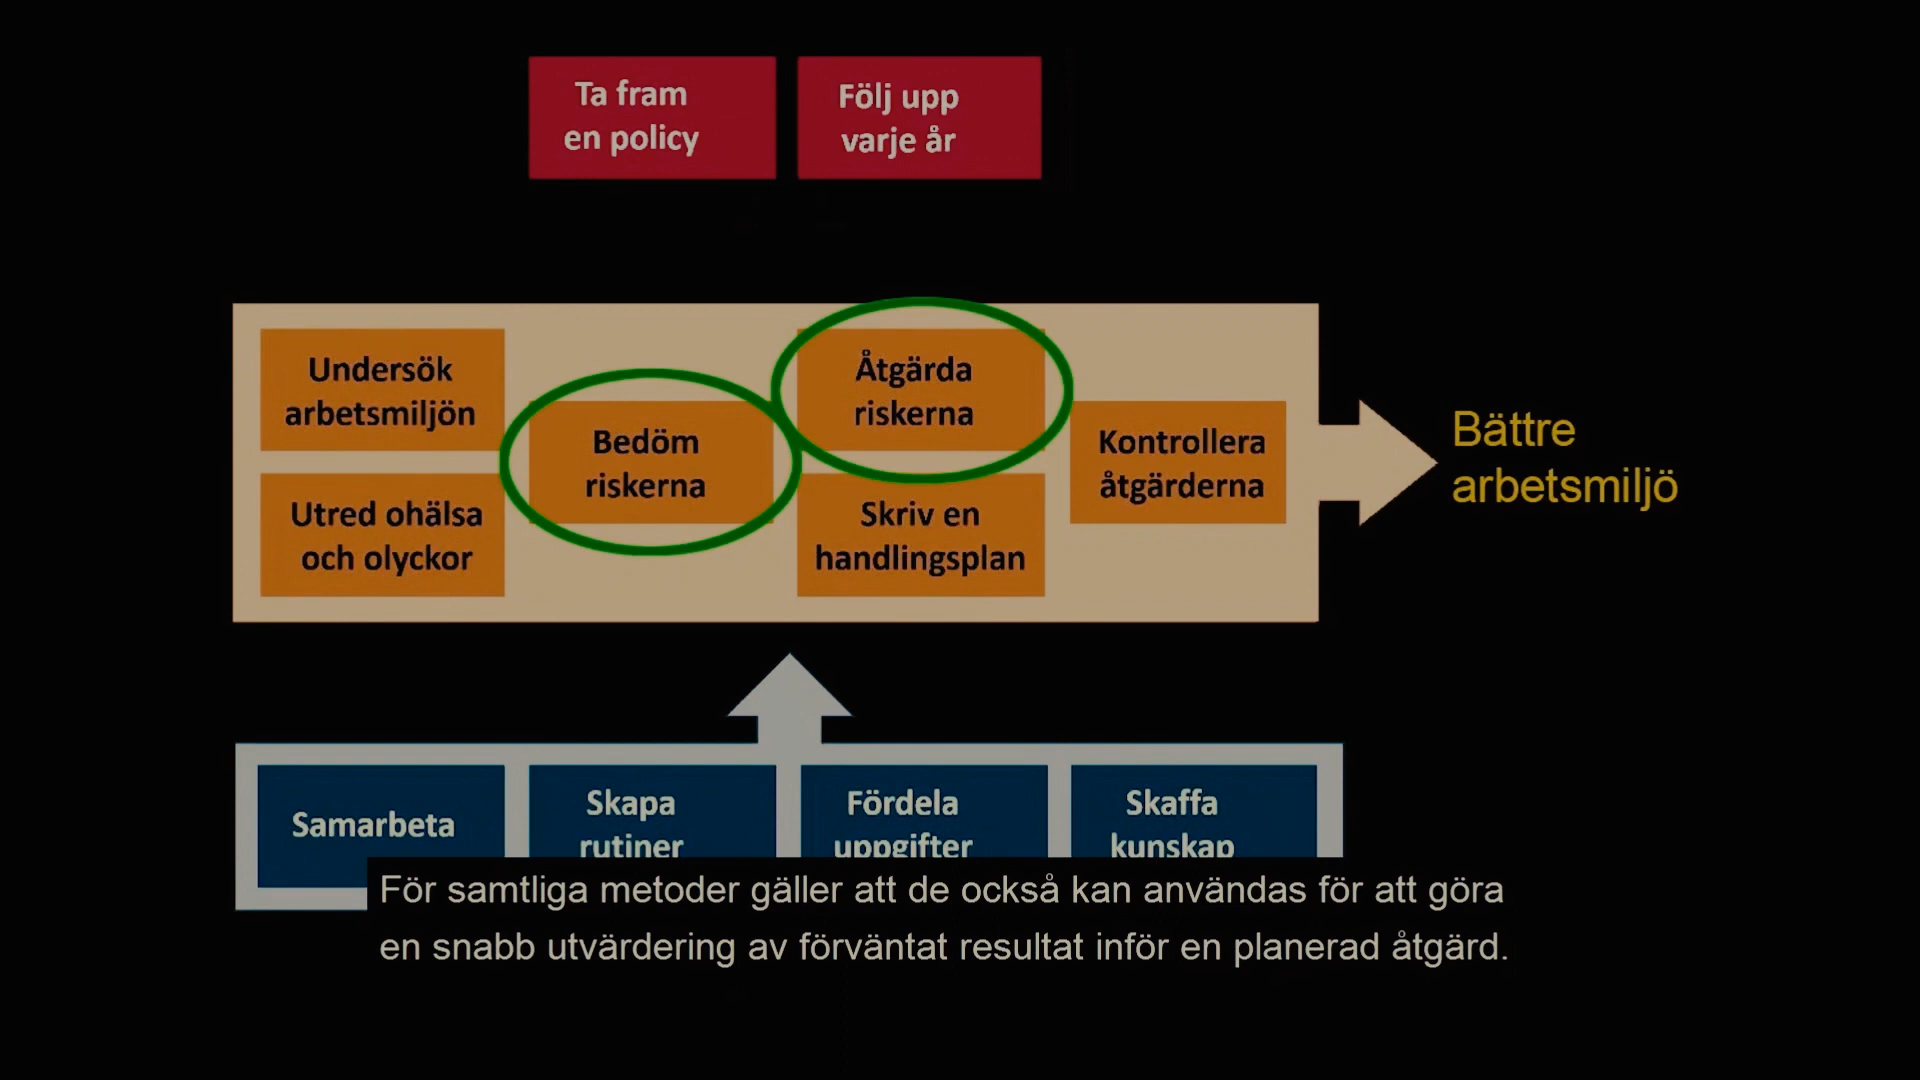 Ta fram
en policy
Följ upp
varje år
Undersök
arbetsmiljön
Utred ohälsa
och olyckor
Bedöm
riskerna
Åtgärda
riskerna
Skriv en
handlingsplan
Kontrollera
åtgärderna
Bättre
arbetsmiljö
Samarbeta
Skapa
rutiner
Fördela
uppgifter
Skaffa
kunskap
För samtliga metoder gäller att de också kan användas för att göra
en snabb utvärdering av förväntat resultat inför en planerad åtgärd.